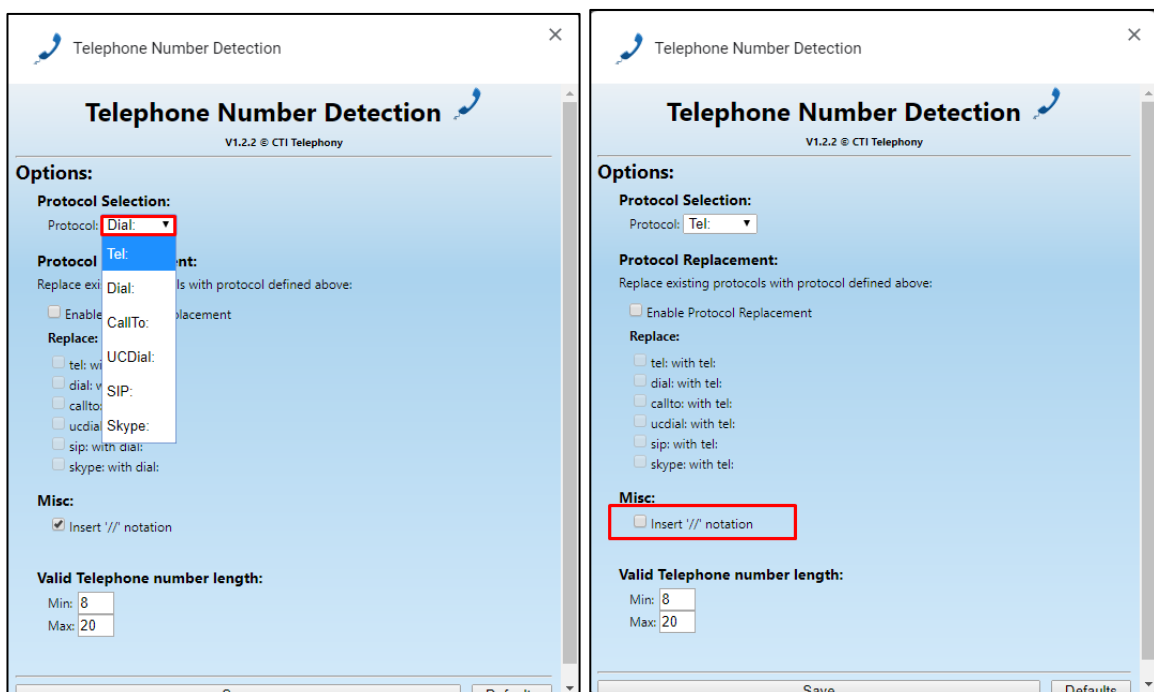 Telephone Number Detection
Telephone Number Detection
V1.2.2 © CTI Telephony
Options:
Protocol Selection:
Protocol: Dial:
Tel:
Dial:
CallTo:
UCDial:
SIP:
Skype:
Protocol nt:
Replace exi ls with protocol defined above:
Enable lacement
Replace:
tel: wi
dial: w
callto:
ucdial
sip: with dial:
skype: with dial:
Misc:
Insert '//' notation
Valid Telephone number length:
Min: 8
Max: 20
Telephone Number Detection
Telephone Number Detection
V1.2.2 © CTI Telephony
Options:
Protocol Selection:
Protocol: Tel:
Protocol Replacement:
Replace existing protocols with protocol defined above:
Enable Protocol Replacement
Replace:
tel: with tel:
dial: with tel:
callto: with tel:
ucdial: with tel:
sip: with tel:
skype: with tel:
Misc:
Insert '//' notation
Valid Telephone number length:
Min: 8
Max: 20
Save Defaults